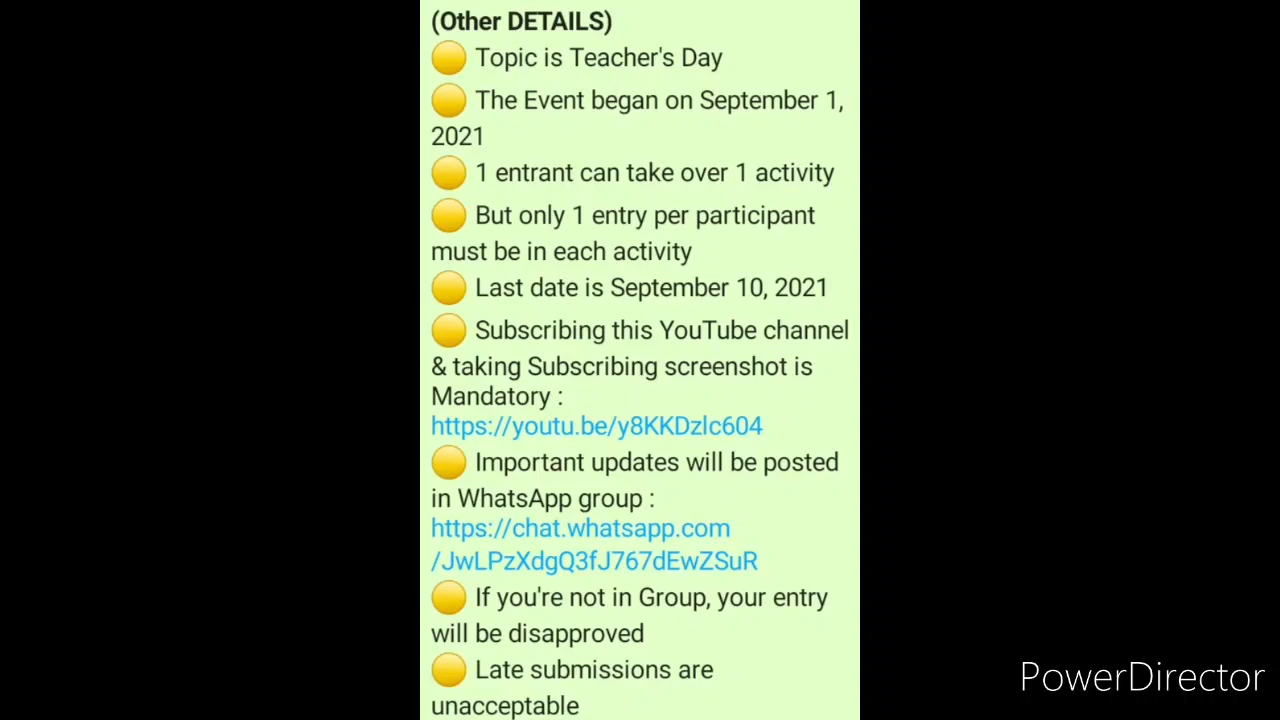 (Other DETAILS)
🟡 Topic is Teacher's Day
🟡 The Event began on September 1,
2021
🟡 1 entrant can take over 1 activity
🟡 But only 1 entry per participant
must be in each activity
🟡 Last date is September 10, 2021
🟡 Subscribing this YouTube channel
& taking Subscribing screenshot is
Mandatory :
https://youtu.be/y8KKDzlc604
🟡 Important updates will be posted
in WhatsApp group :
https://chat.whatsapp.com
/JwLPzXdgQ3fJ767dEwZSuR
🟡 If you're not in Group, your entry
will be disapproved
🟡 Late submissions are
unacceptable
PowerDirector